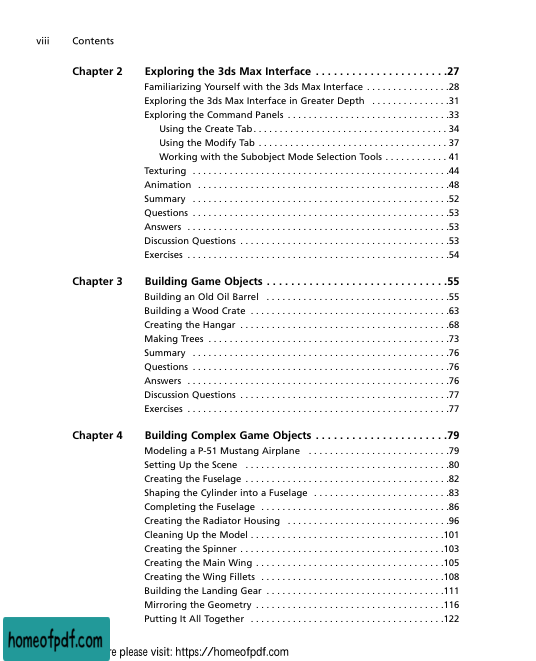 viii Contents
Chapter 2 Exploring the 3ds Max Interface . . . . . . . . . . . . . . . . . . . . . .27
Familiarizing Yourself with the 3ds Max Interface . . . . . . . . . . . . . . .28
Exploring the 3ds Max Interface in Greater Depth . . . . . . . . . . . . . .31
Exploring the Command Panels . . . . . . . . . . . . . . . . . . . . . . . . . . . . .33
Using the Create Tab. . . . . . . . . . . . . . . . . . . . . . . . . . . . . . . . . . . 34
Using the Modify Tab . . . . . . . . . . . . . . . . . . . . . . . . . . . . . . . . . . 37
Working with the Subobject Mode Selection Tools . . . . . . . . . . . 41
Texturing . . . . . . . . . . . . . . . . . . . . . . . . . . . . . . . . . . . . . . . . . . . . . .44
Animation . . . . . . . . . . . . . . . . . . . . . . . . . . . . . . . . . . . . . . . . . . . . .48
Summary . . . . . . . . . . . . . . . . . . . . . . . . . . . . . . . . . . . . . . . . . . . . . .52
Questions . . . . . . . . . . . . . . . . . . . . . . . . . . . . . . . . . . . . . . . . . . . . . .53
Answers . . . . . . . . . . . . . . . . . . . . . . . . . . . . . . . . . . . . . . . . . . . . . . .53
Discussion Questions . . . . . . . . . . . . . . . . . . . . . . . . . . . . . . . . . . . . .53
Exercises . . . . . . . . . . . . . . . . . . . . . . . . . . . . . . . . . . . . . . . . . . . . . . .54
Chapter 3 Building Game Objects . . . . . . . . . . . . . . . . . . . . . . . . . . . . . .55
Building an Old Oil Barrel . . . . . . . . . . . . . . . . . . . . . . . . . . . . . . . . .55
Building a Wood Crate . . . . . . . . . . . . . . . . . . . . . . . . . . . . . . . . . . . .63
Creating the Hangar . . . . . . . . . . . . . . . . . . . . . . . . . . . . . . . . . . . . .68
Making Trees . . . . . . . . . . . . . . . . . . . . . . . . . . . . . . . . . . . . . . . . . . .73
Summary . . . . . . . . . . . . . . . . . . . . . . . . . . . . . . . . . . . . . . . . . . . . . .76
Questions . . . . . . . . . . . . . . . . . . . . . . . . . . . . . . . . . . . . . . . . . . . . . .76
Answers . . . . . . . . . . . . . . . . . . . . . . . . . . . . . . . . . . . . . . . . . . . . . . .76
Discussion Questions . . . . . . . . . . . . . . . . . . . . . . . . . . . . . . . . . . . . .77
Exercises . . . . . . . . . . . . . . . . . . . . . . . . . . . . . . . . . . . . . . . . . . . . . . .77
Chapter 4 Building Complex Game Objects . . . . . . . . . . . . . . . . . . . . . .79
Modeling a P-51 Mustang Airplane . . . . . . . . . . . . . . . . . . . . . . . . . .79
Setting Up the Scene . . . . . . . . . . . . . . . . . . . . . . . . . . . . . . . . . . . . .80
Creating the Fuselage . . . . . . . . . . . . . . . . . . . . . . . . . . . . . . . . . . . .82
Shaping the Cylinder into a Fuselage . . . . . . . . . . . . . . . . . . . . . . . . .83
Completing the Fuselage . . . . . . . . . . . . . . . . . . . . . . . . . . . . . . . . . .86
Creating the Radiator Housing . . . . . . . . . . . . . . . . . . . . . . . . . . . . .96
Cleaning Up the Model . . . . . . . . . . . . . . . . . . . . . . . . . . . . . . . . . . .101
Creating the Spinner . . . . . . . . . . . . . . . . . . . . . . . . . . . . . . . . . . . . .103
Creating the Main Wing . . . . . . . . . . . . . . . . . . . . . . . . . . . . . . . . . .105
Creating the Wing Fillets . . . . . . . . . . . . . . . . . . . . . . . . . . . . . . . . .108
Building the Landing Gear . . . . . . . . . . . . . . . . . . . . . . . . . . . . . . . .111
Mirroring the Geometry . . . . . . . . . . . . . . . . . . . . . . . . . . . . . . . . . .116
Putting It All Together . . . . . . . . . . . . . . . . . . . . . . . . . . . . . . . . . . .122
homeofpdf.com
re please visit: https://homeofpdf.com